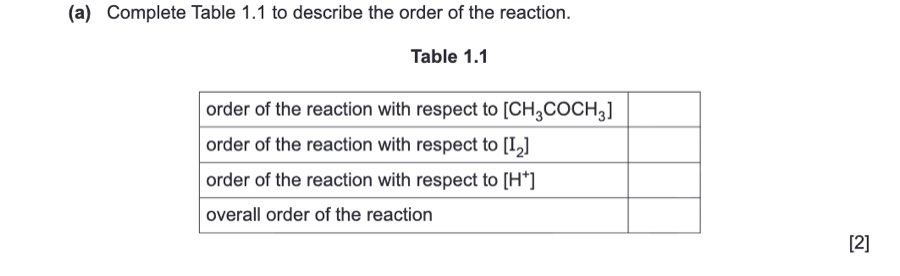 (a) Complete Table 1.1 to describe the order of the reaction.
Table 1.1
order of the reaction with respect to [CH₃COCH₃]
order of the reaction with respect to [I₂]
order of the reaction with respect to [H⁺]
overall order of the reaction
[2]